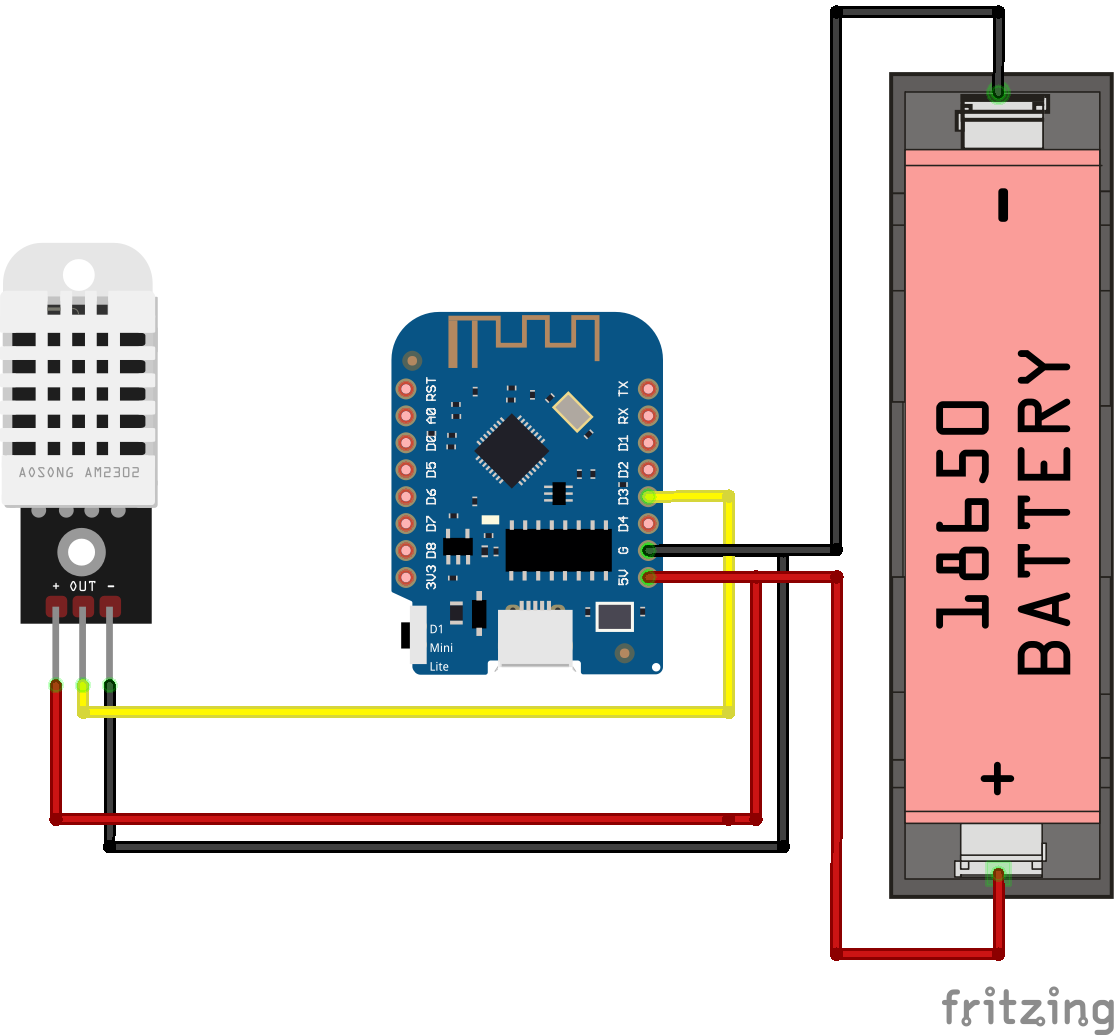 AOSONG AM2302
+ OUT -
RST
A0
D0
D5
D6
D7
D8
3V3
TX
RX
D1
D2
D3
D4
G
5V
D1
Mini
Lite
-
18650
BATTERY
+
fritzing